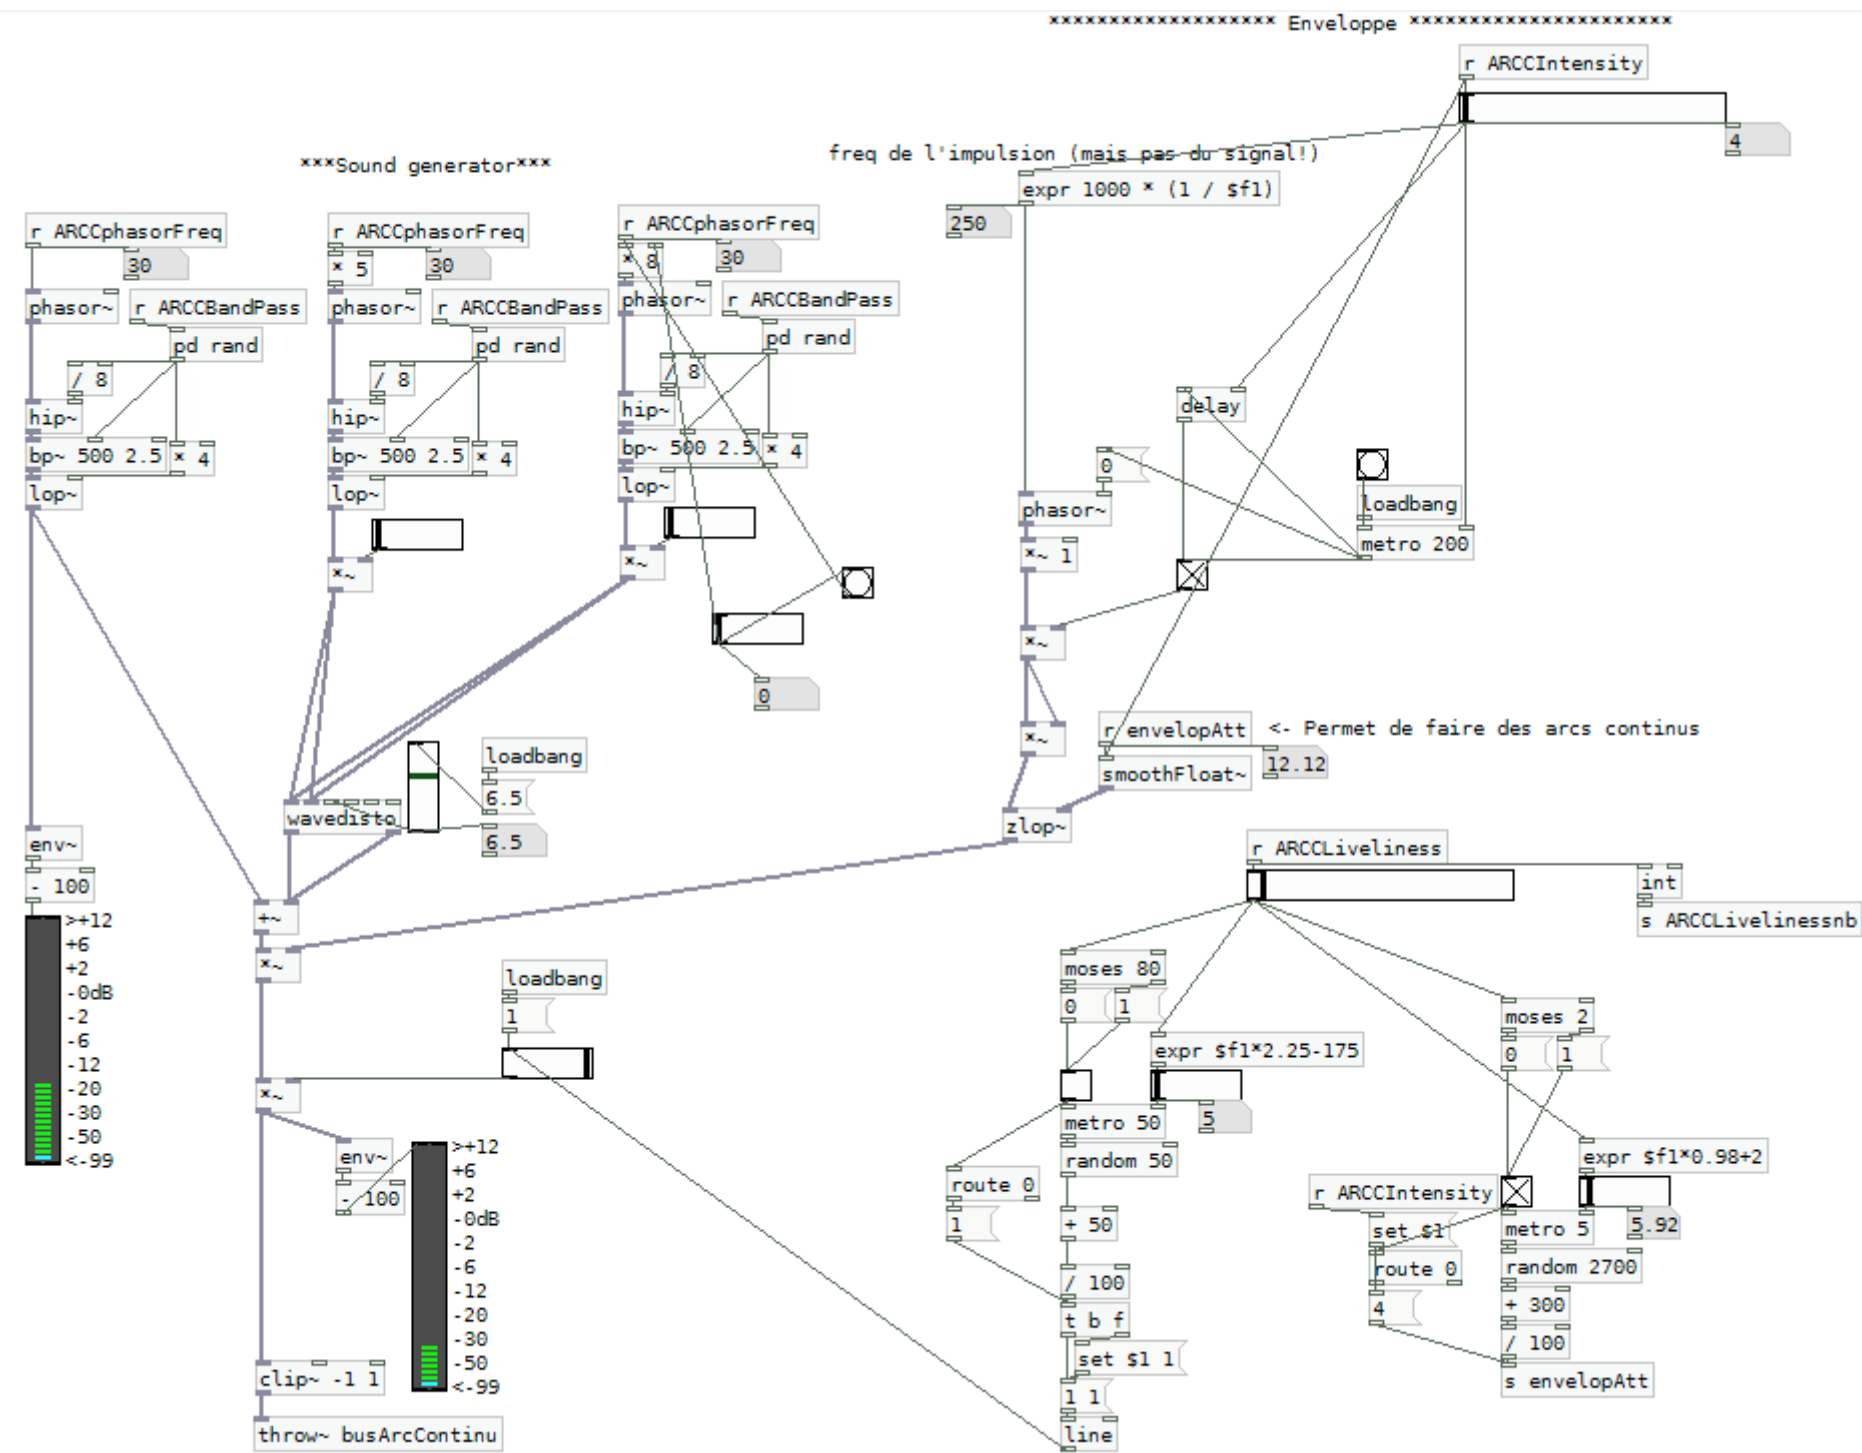 ******************* Enveloppe **********************
r ARCCIntensity
4
freq de l'impulsion (mais pas du signal!)
***Sound generator***
expr 1000 * (1 / $f1)
250
r ARCCphasorFreq
r ARCCphasorFreq
r ARCCphasorFreq
30
* 5
30
* 8
30
phasor~
r ARCCBandPass
phasor~
r ARCCBandPass
phasor~
r ARCCBandPass
pd rand
pd rand
pd rand
/ 8
/ 8
/ 8
delay
hip~
hip~
hip~
bp~ 500 2.5
* 4
bp~ 500 2.5
* 4
bp~ 500 2.5
* 4
0
lop~
lop~
lop~
loadbang
phasor~
metro 200
*~ 1
*~
*~
*~
0
*~
r envelopAtt
<- Permet de faire des arcs continus
loadbang
12.12
smoothFloat~
6.5
wavedisto
zlop~
6.5
env~
r ARCCLiveliness
- 100
int
+~
s ARCCLivelinessnb
>+12
+6
+2
-0dB
-2
-6
-12
-20
-30
-50
<-99
*~
loadbang
1
moses 80
0
1
moses 2
0
1
expr $f1*2.25-175
*~
metro 50
5
env~
- 100
>+12
+6
+2
-0dB
-2
-6
-12
-20
-30
-50
<-99
random 50
expr $f1*0.98+2
route 0
r ARCCIntensity
1
+ 50
set $1
metro 5
5.92
route 0
random 2700
/ 100
4
+ 300
t b f
/ 100
set $1 1
s envelopAtt
clip~ -1 1
1 1
throw~ busArcContinu
line